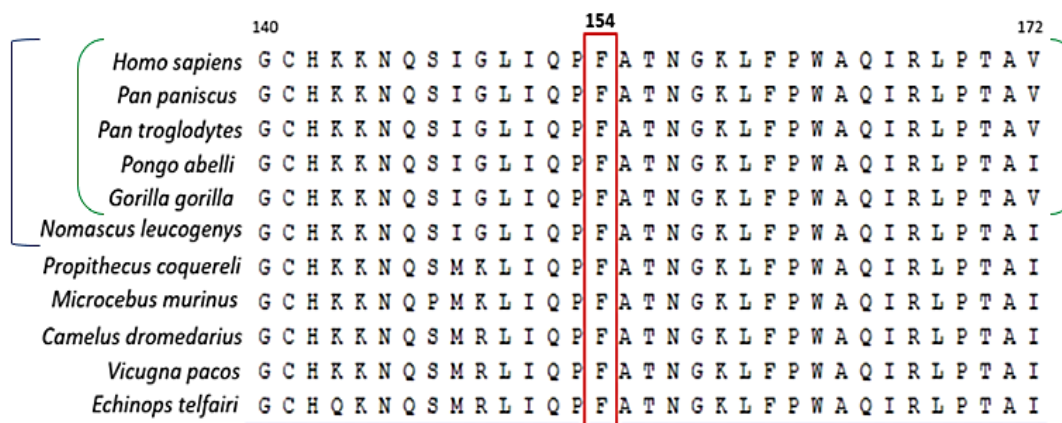 140 154 172
Homo sapiens G C H K K N Q S I G L I Q P F A T N G K L F P W A Q I R L P T A V
Pan paniscus G C H K K N Q S I G L I Q P F A T N G K L F P W A Q I R L P T A V
Pan troglodytes G C H K K N Q S I G L I Q P F A T N G K L F P W A Q I R L P T A V
Pongo abelli G C H K K N Q S I G L I Q P F A T N G K L F P W A Q I R L P T A I
Gorilla gorilla G C H K K N Q S I G L I Q P F A T N G K L F P W A Q I R L P T A V
Nomascus leucogenys G C H K K N Q S I G L I Q P F A T N G K L F P W A Q I R L P T A I
Propithecus coquereli G C H K K N Q S M K L I Q P F A T N G K L F P W A Q I R L P T A I
Microcebus murinus G C H K K N Q P M K L I Q P F A T N G K L F P W A Q I R L P T A I
Camelus dromedarius G C H K K N Q S M R L I Q P F A T N G K L F P W A Q I R L P T A I
Vicugna pacos G C H K K N Q S M R L I Q P F A T N G K L F P W A Q I R L P T A I
Echinops telfairi G C H Q K N Q S M R L I Q P F A T N G K L F P W A Q I R L P T A I